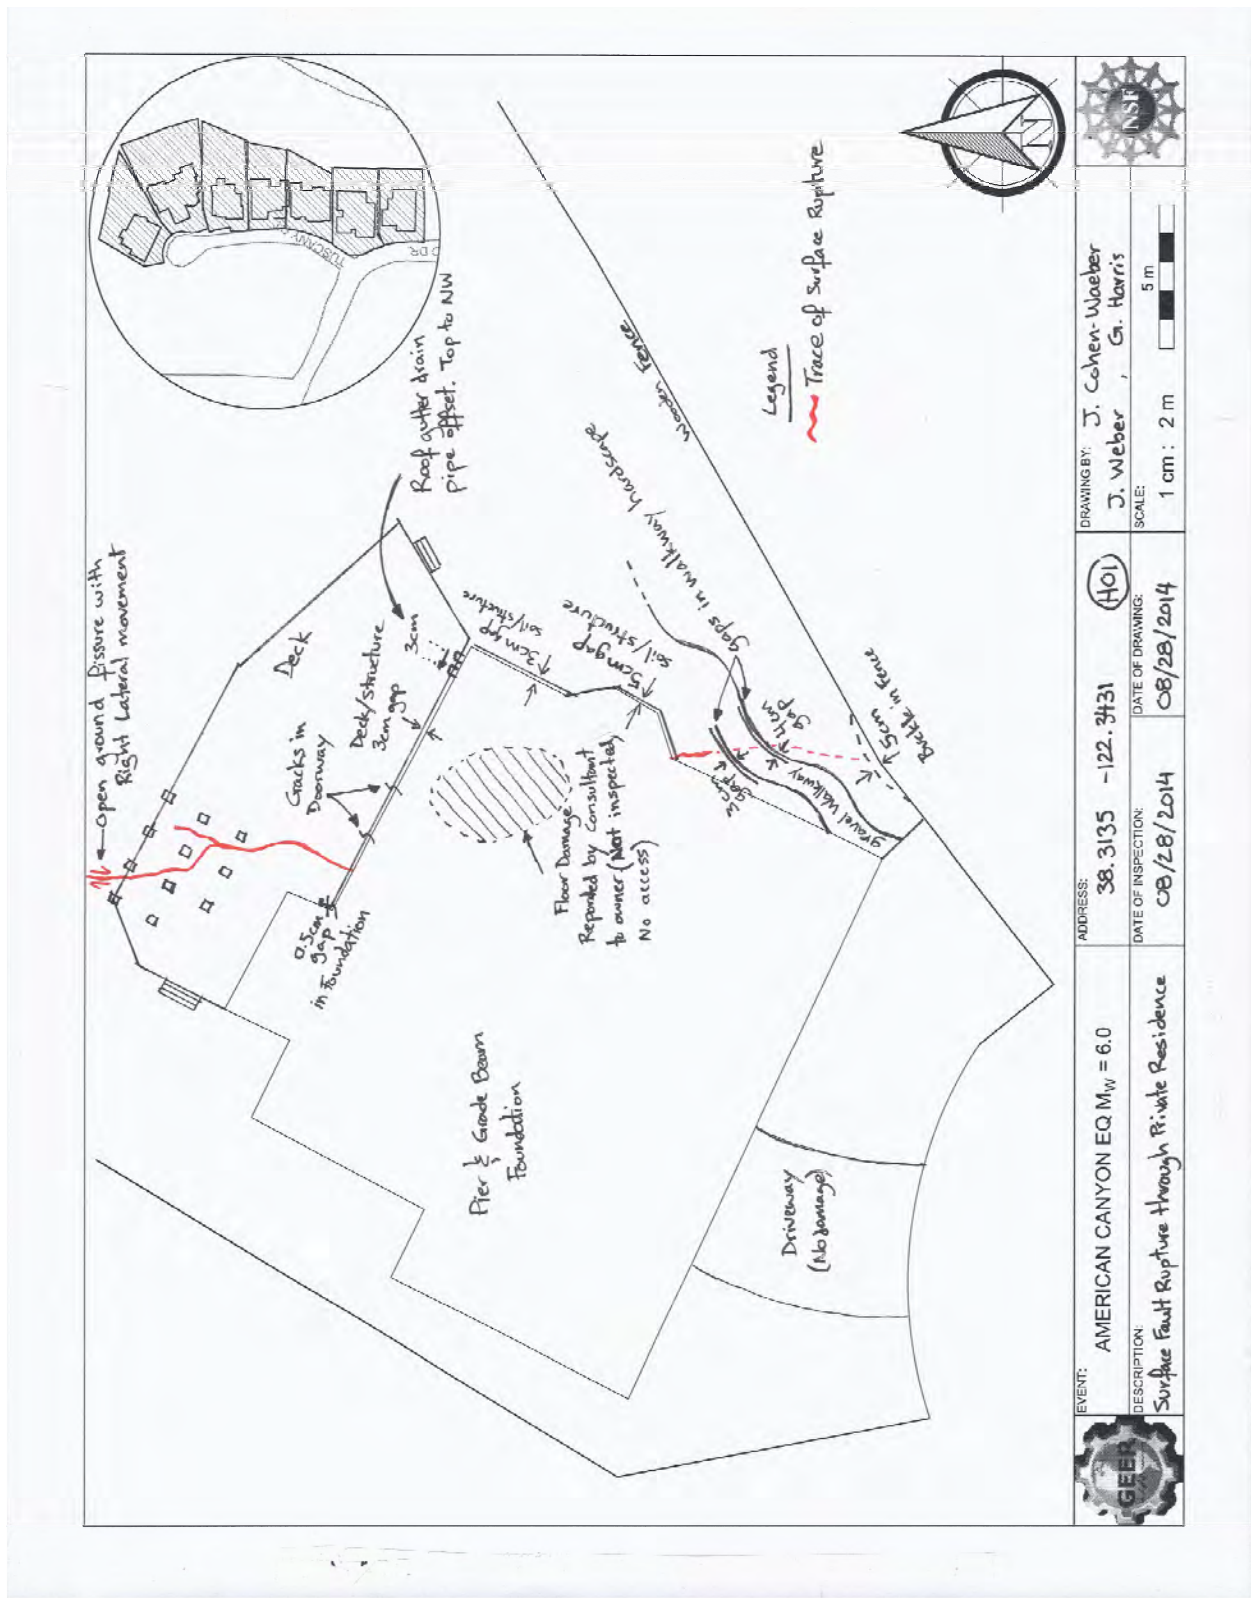 Open ground fissure with
Right Lateral movement
Deck
Cracks in
Doorway
Deck/structure
3cm gap
3cm
Roof gutter drain
pipe offset. Top to NW
TUSCANY
DR.
0.5cm
gap
in Foundation
Floor Damage
Reported by Consultant
to owner (Not inspected,
No access)
Pier & Grade Beam
Foundation
3cm gap
soil/structure
5cm gap
soil/structure
gaps in walkway hardscape
Wooden Fence
gap
4cm
gap
gravel walkway
15cm
Buckle in Fence
Driveway
(No damage)
Legend
Trace of Surface Rupture
N
GEER
EVENT:
AMERICAN CANYON EQ MW = 6.0
DESCRIPTION:
Surface Fault Rupture through Private Residence
ADDRESS:
38.3135 -122.3431 H01
DATE OF INSPECTION:
08/28/2014
DATE OF DRAWING:
08/28/2014
DRAWING BY:
J. Cohen-Waeber
J. Weber, G. Harris
SCALE:
1 cm : 2 m
5 m
NSF